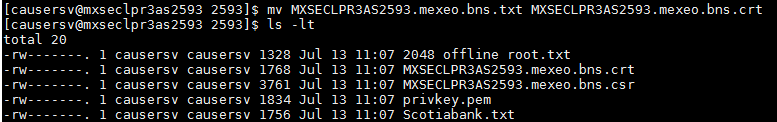 [causersv@mxseclpr3as2593 2593]$ mv MXSECLPR3AS2593.mexeo.bns.txt MXSECLPR3AS2593.mexeo.bns.crt
[causersv@mxseclpr3as2593 2593]$ ls -lt
total 20
-rw-------. 1 causersv causersv 1328 Jul 13 11:07 2048 offline root.txt
-rw-------. 1 causersv causersv 1768 Jul 13 11:07 MXSECLPR3AS2593.mexeo.bns.crt
-rw-------. 1 causersv causersv 3761 Jul 13 11:07 MXSECLPR3AS2593.mexeo.bns.csr
-rw-------. 1 causersv causersv 1834 Jul 13 11:07 privkey.pem
-rw-------. 1 causersv causersv 1756 Jul 13 11:07 Scotiabank.txt